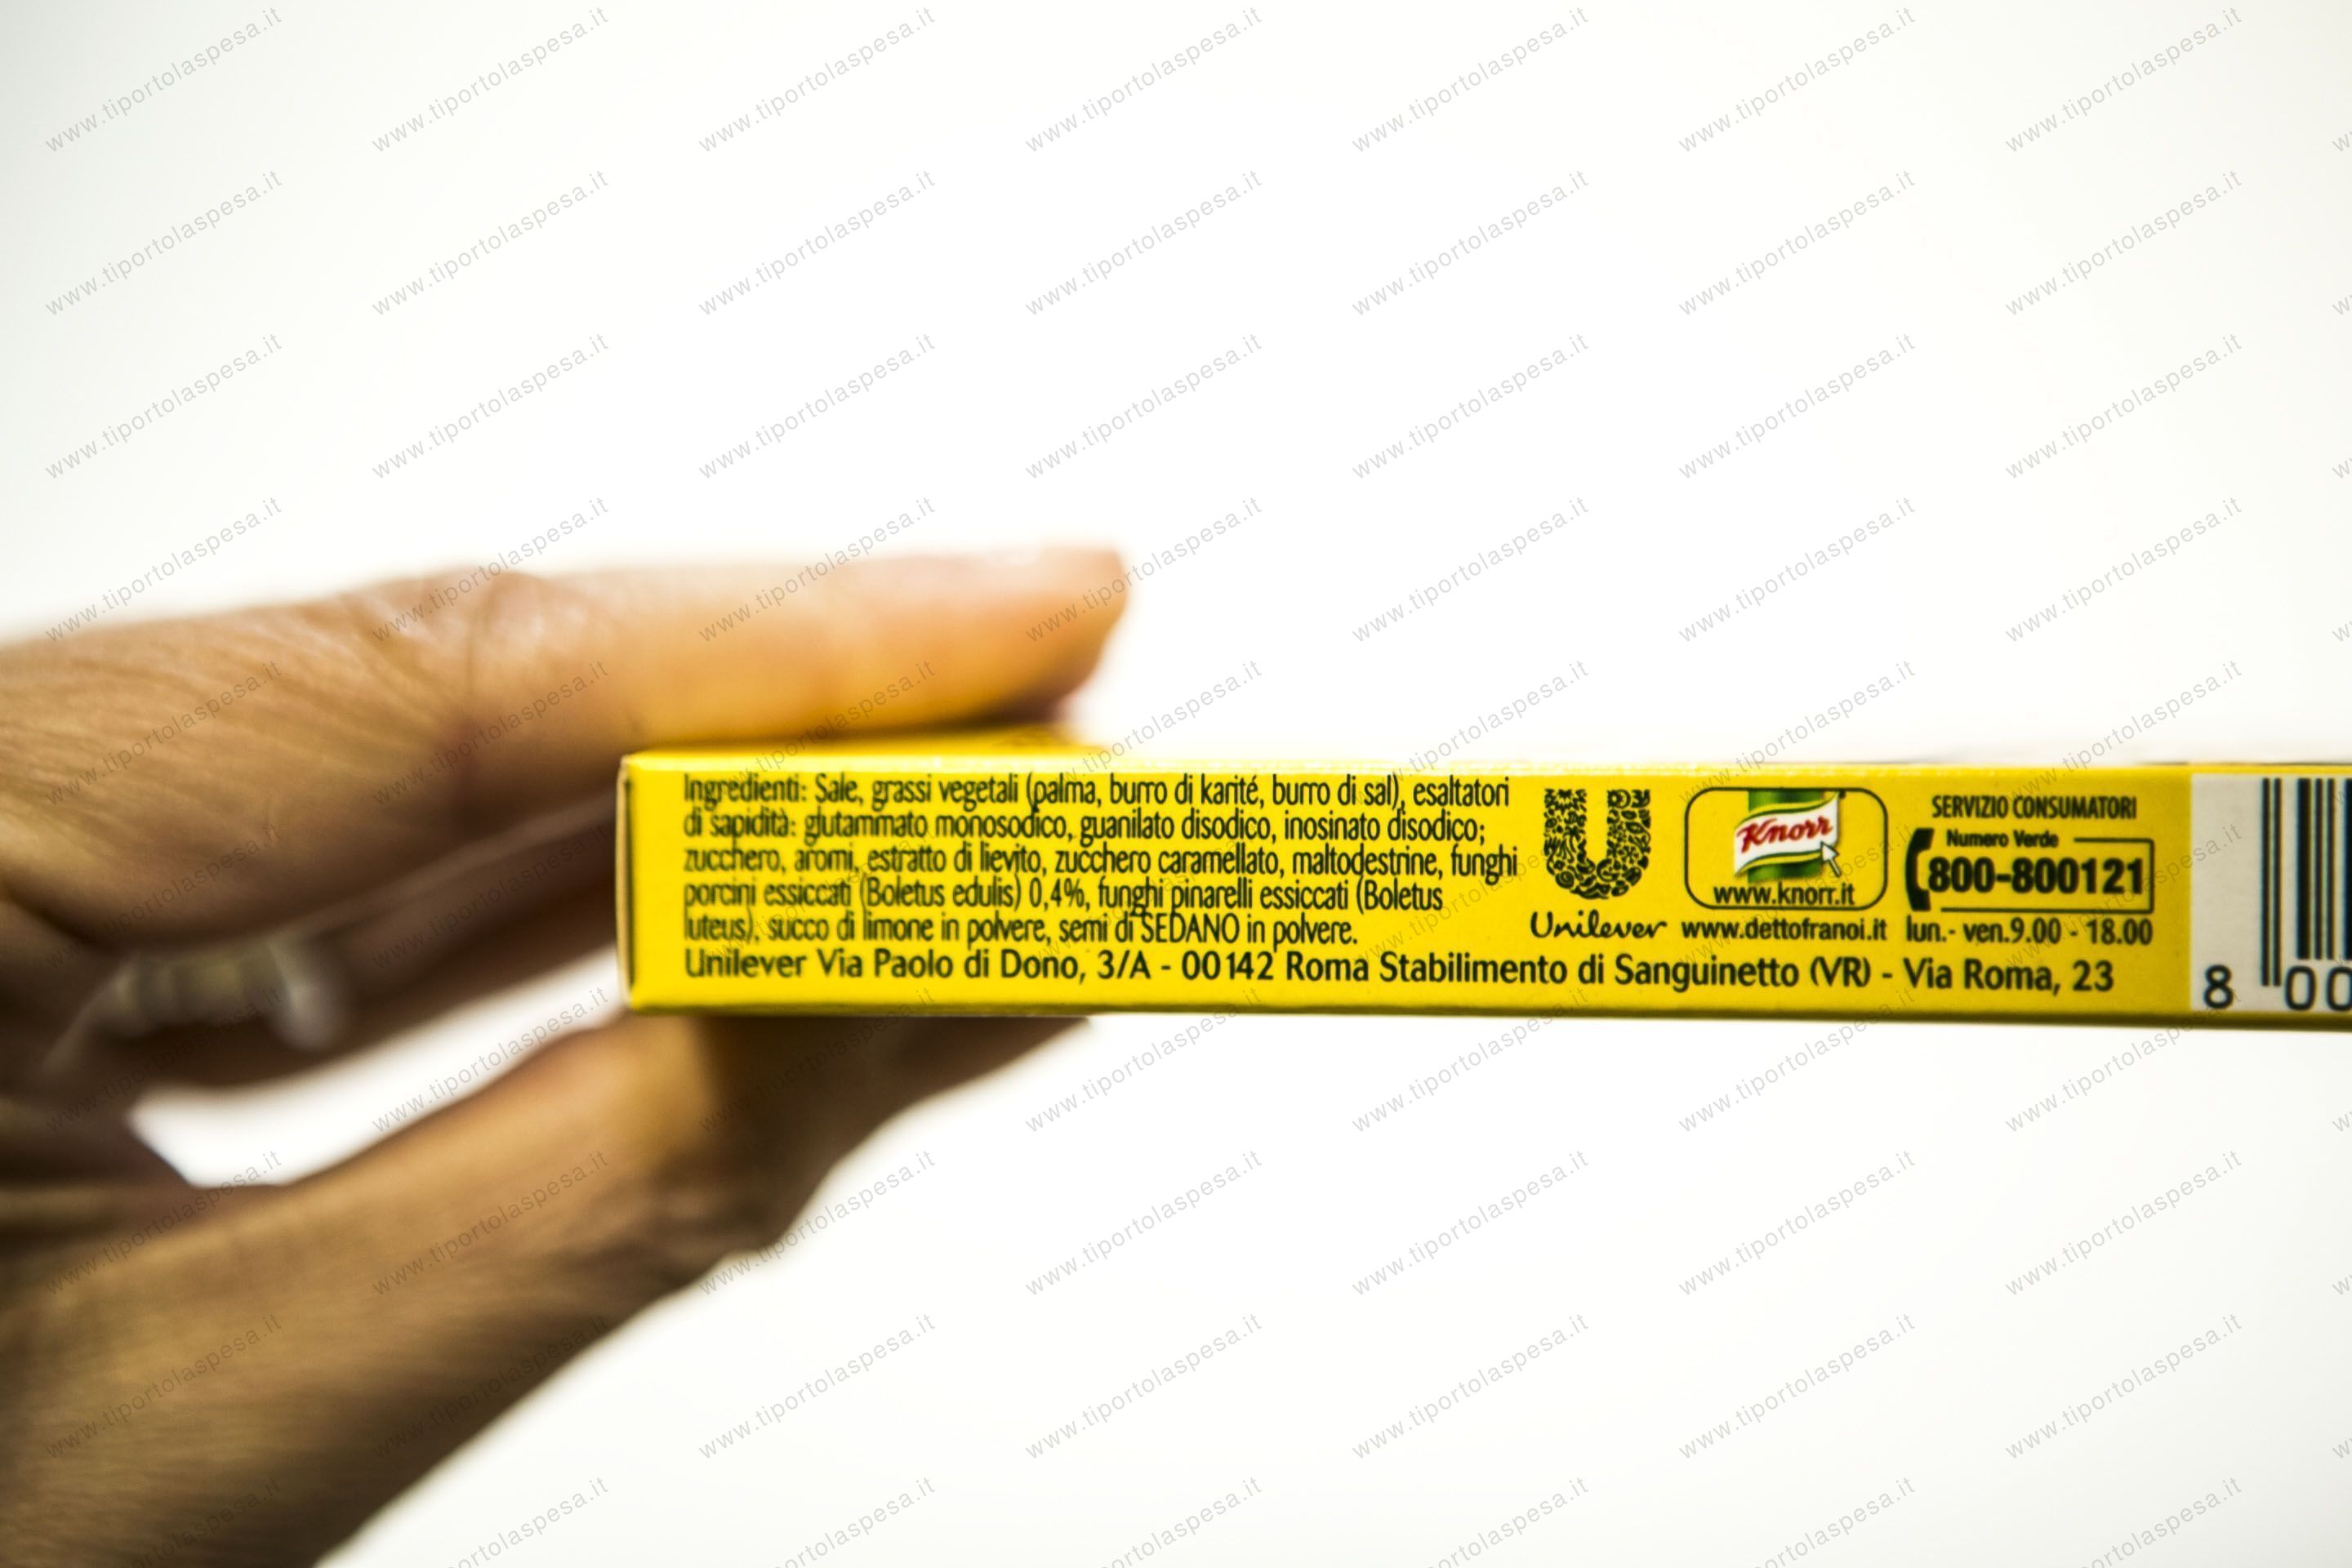 Ingredienti: Sale, grassi vegetali (palma, burro di karité, burro di sal), esaltatori
di sapidità: glutammato monosodico, guanilato disodico, inosinato disodico;
zucchero, aromi, estratto di lievito, zucchero caramellato, maltodestrine, funghi
porcini essiccati (Boletus edulis) 0,4%, funghi pinarelli essiccati (Boletus
luteus), succo di limone in polvere, semi di SEDANO in polvere.
Unilever Via Paolo di Dono, 3/A - 00142 Roma Stabilimento di Sanguinetto (VR) - Via Roma, 23
Unilever
Knorr
www.knorr.it
www.dettofranoi.it
SERVIZIO CONSUMATORI
Numero Verde
800-800121
lun.- ven.9.00 - 18.00
8 00
www.tiportolaspesa.it